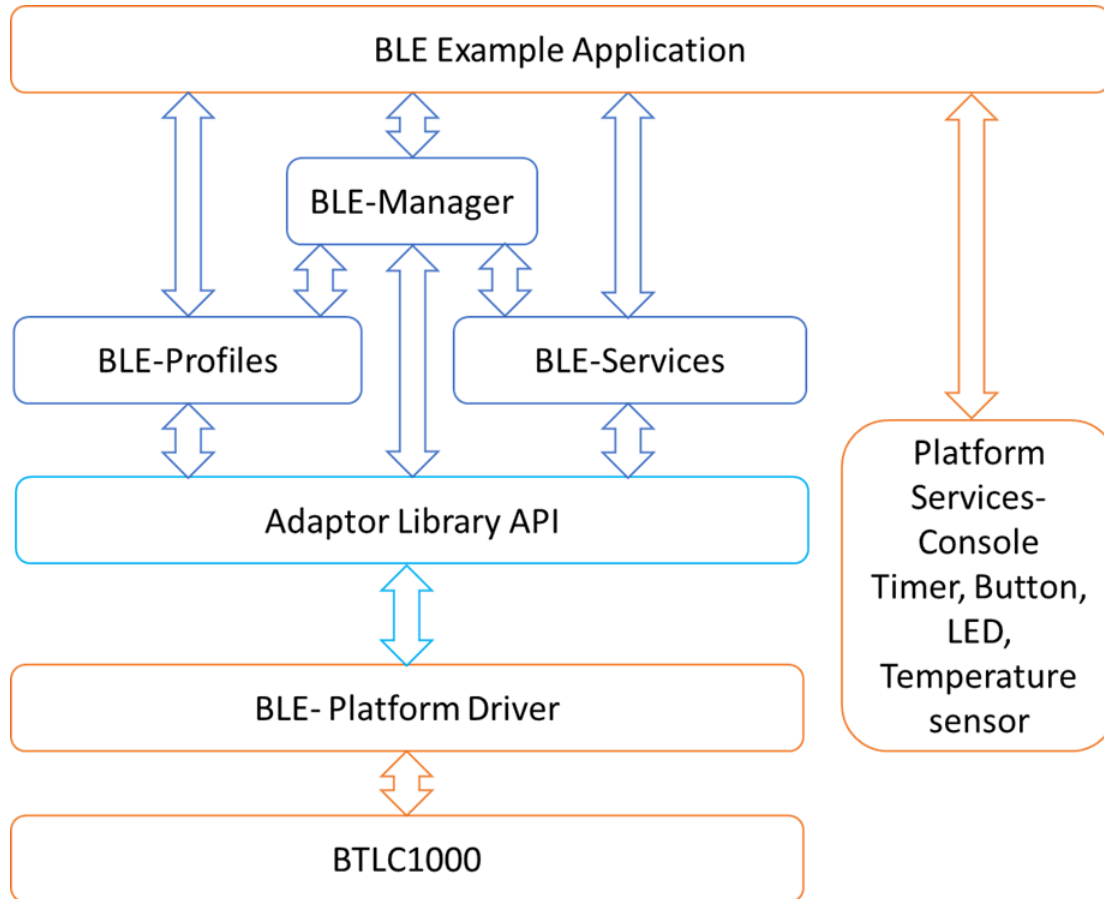 BLE Example Application
BLE-Manager
BLE-Profiles
BLE-Services
Adaptor Library API
Platform
Services-
Console
Timer, Button,
LED,
Temperature
sensor
BLE- Platform Driver
BTLC1000